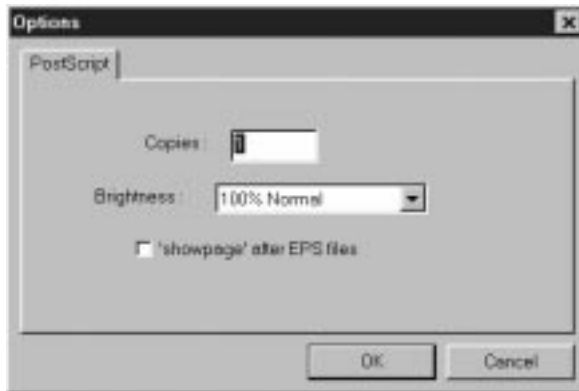 Options
PostScript
Copies : 1
Brightness : 100% Normal
'showpage' after EPS files
OK Cancel